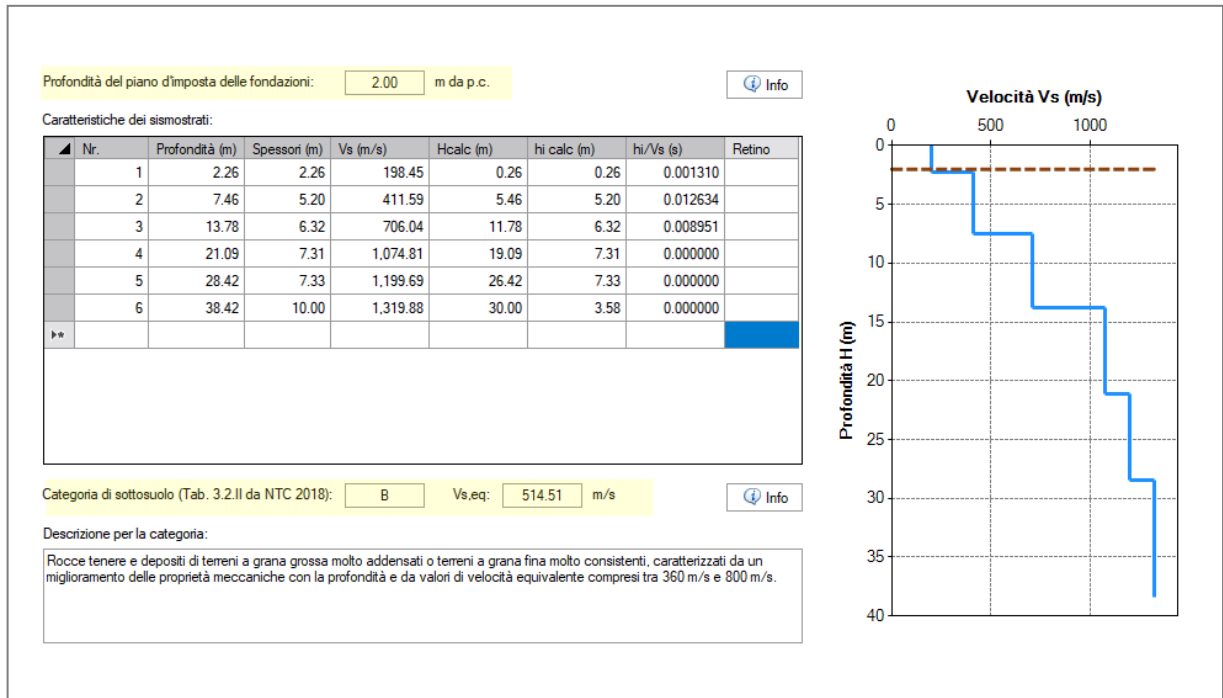 Profondità del piano d'imposta delle fondazioni: 2.00 m da p.c. Info
Caratteristiche dei sismostrati:
Nr. Profondità (m) Spessori (m) Vs (m/s) Hcalc (m) hi calc (m) hi/Vs (s) Retino
1 2.26 2.26 198.45 0.26 0.26 0.001310
2 7.46 5.20 411.59 5.46 5.20 0.012634
3 13.78 6.32 706.04 11.78 6.32 0.008951
4 21.09 7.31 1,074.81 19.09 7.31 0.000000
5 28.42 7.33 1,199.69 26.42 7.33 0.000000
6 38.42 10.00 1,319.88 30.00 3.58 0.000000
Categoria di sottosuolo (Tab. 3.2.II da NTC 2018): B Vs,eq: 514.51 m/s Info
Descrizione per la categoria:
Rocce tenere e depositi di terreni a grana grossa molto addensati o terreni a grana fina molto consistenti, caratterizzati da un
miglioramento delle proprietà meccaniche con la profondità e da valori di velocità equivalente compresi tra 360 m/s e 800 m/s.
Velocità Vs (m/s)
0 500 1000
Profondità H (m)
0
5
10
15
20
25
30
35
40